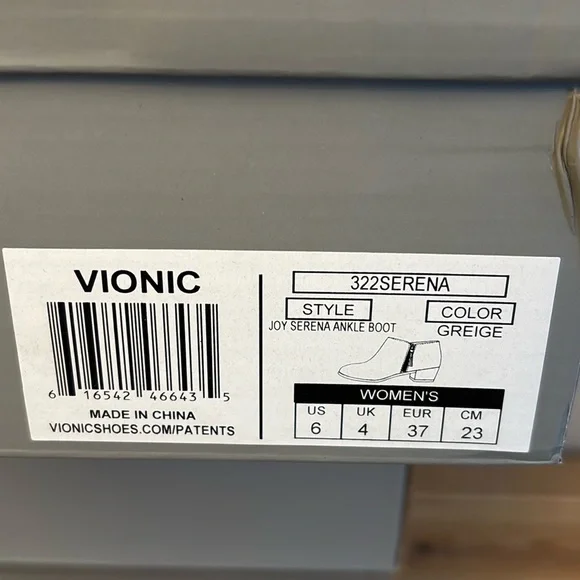 VIONIC
6 16542 46643 5
MADE IN CHINA
VIONICSHOES.COM/PATENTS
322SERENA
STYLE
JOY SERENA ANKLE BOOT
COLOR
GREIGE
WOMEN'S
US UK EUR CM
6 4 37 23